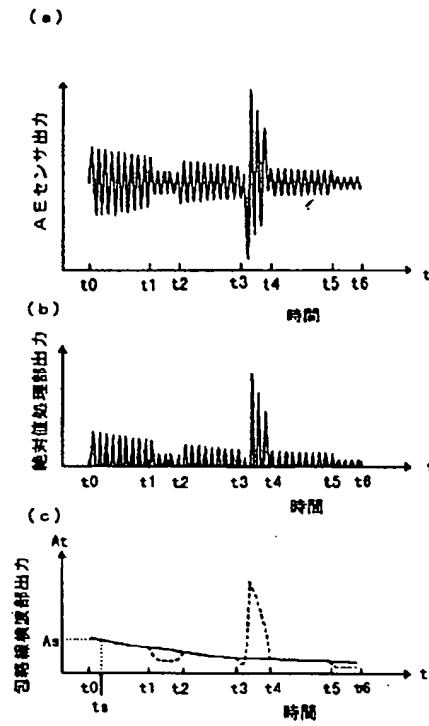 (a)
AEセンサ出力
t0 t1 t2 t3 t4 t5 t6 t
時間
(b)
絶対値処理部出力
t0 t1 t2 t3 t4 t5 t6 t
時間
(c)
At
包絡線検波部出力
As
t0 t1 t2 t3 t4 t5 t6 t
ts
時間